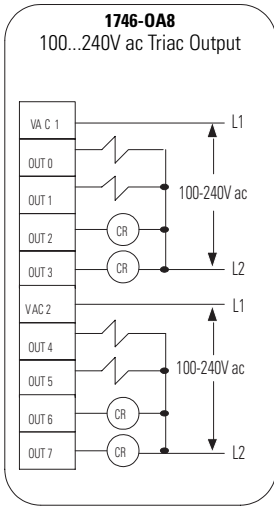 1746-OA8
100...240V ac Triac Output
VA C 1
L1
OUT 0
OUT 1
100-240V ac
OUT 2
CR
OUT 3
CR
L2
VAC 2
L1
OUT 4
OUT 5
100-240V ac
OUT 6
CR
OUT 7
CR
L2